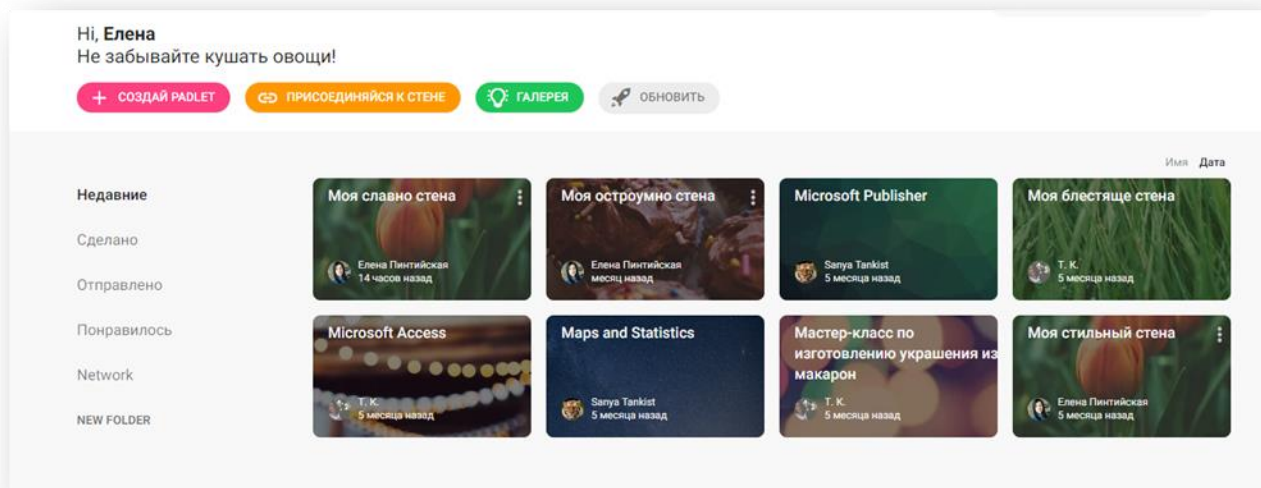 Hi, Елена
Не забывайте кушать овощи!
СОЗДАЙ PADLET
ПРИСОЕДИНЯЙСЯ К СТЕНЕ
ГАЛЕРЕЯ
ОБНОВИТЬ
Имя Дата
Недавние
Сделано
Отправлено
Понравилось
Network
NEW FOLDER
Моя славно стена
Елена Пинтийская
14 часов назад
Моя остроумно стена
Елена Пинтийская
месяц назад
Microsoft Publisher
Sanya Tankist
5 месяца назад
Моя блестяще стена
T. K.
5 месяца назад
Microsoft Access
T. K.
5 месяца назад
Maps and Statistics
Sanya Tankist
5 месяца назад
Мастер-класс по
изготовлению украшения из
макарон
T. K.
5 месяца назад
Моя стильный стена
Елена Пинтийская
5 месяца назад